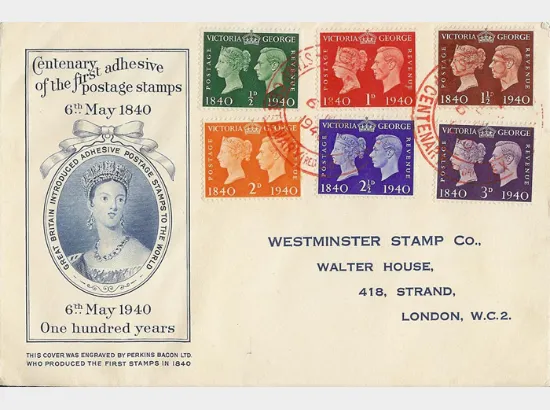 Centenary adhesive
of the first postage stamps
6th May 1840
GREAT BRITAIN INTRODUCED ADHESIVE POSTAGE STAMPS TO THE WORLD
6th May 1940
One hundred years
THIS COVER WAS ENGRAVED BY PERKINS BACON LTD.
WHO PRODUCED THE FIRST STAMPS IN 1840
VICTORIA GEORGE
POSTAGE
REVENUE
1840 ½D 1940
VICTORIA GEORGE
POSTAGE
REVENUE
1840 1D 1940
VICTORIA GEORGE
POSTAGE
REVENUE
1840 1½D 1940
VICTORIA GEORGE
POSTAGE
REVENUE
1840 2D 1940
VICTORIA GEORGE
POSTAGE
REVENUE
1840 2½D 1940
VICTORIA GEORGE
POSTAGE
REVENUE
1840 3D 1940
CENTENAR
WESTMINSTER STAMP CO.,
WALTER HOUSE,
418, STRAND,
LONDON, W.C.2.